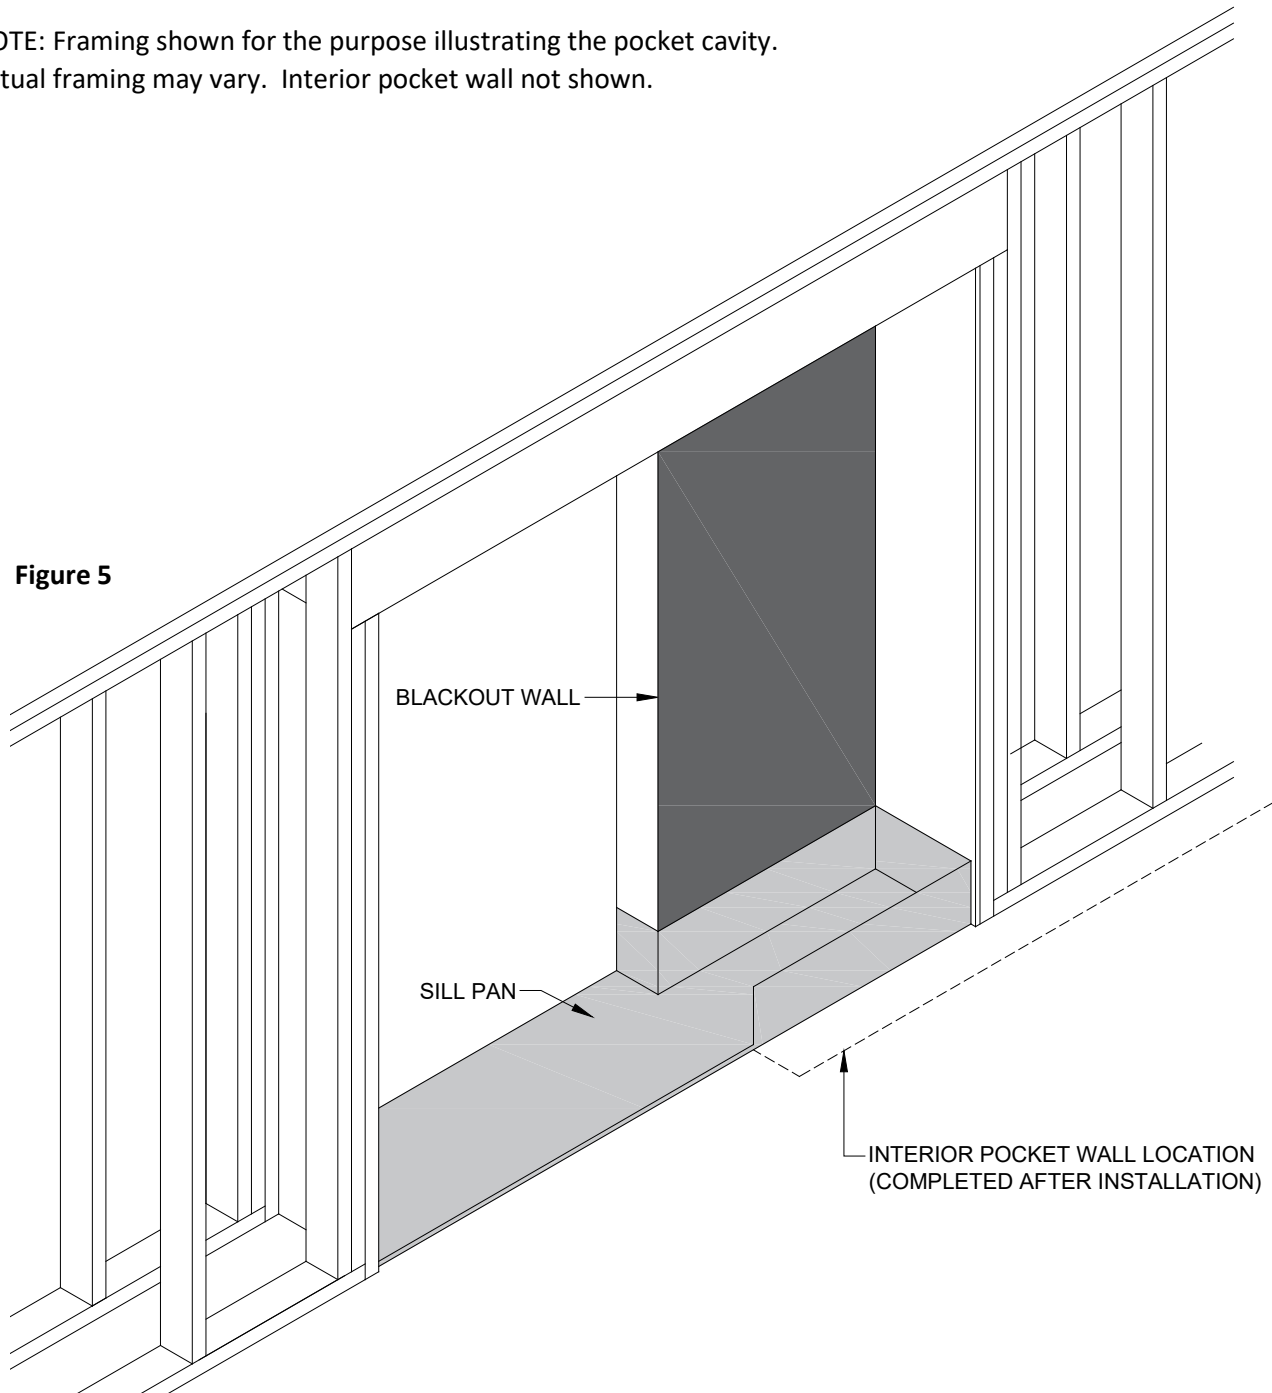 OTE: Framing shown for the purpose illustrating the pocket cavity.
tual framing may vary.  Interior pocket wall not shown.
Figure 5
BLACKOUT WALL
SILL PAN
INTERIOR POCKET WALL LOCATION
(COMPLETED AFTER INSTALLATION)